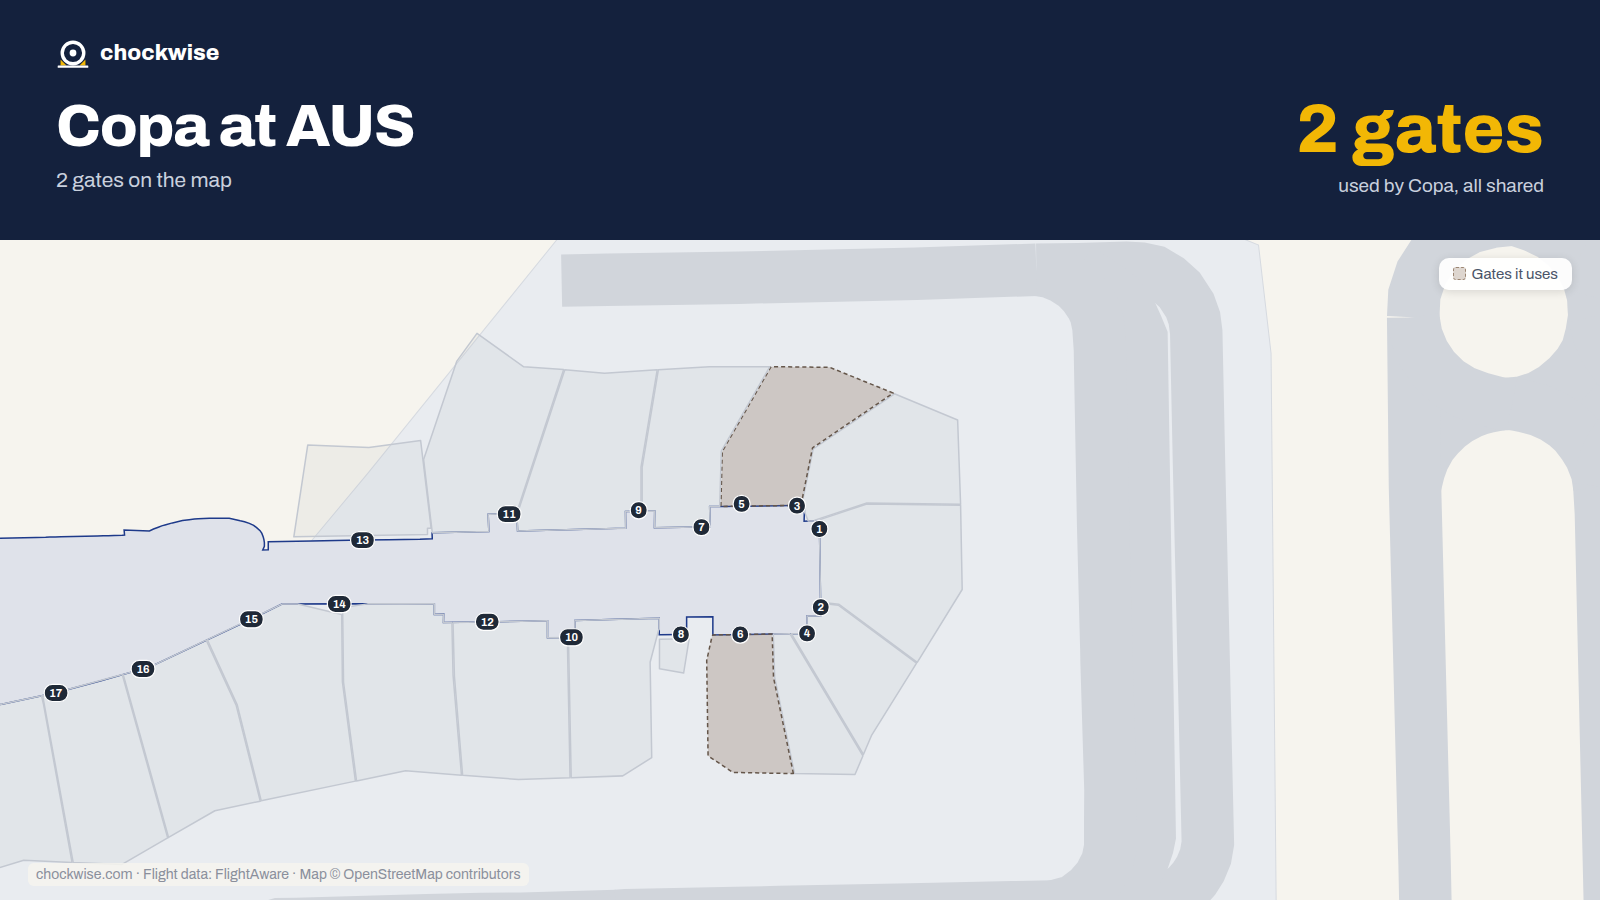 chockwise
Copa at AUS
2 gates on the map
2 gates
used by Copa, all shared
Gates it uses
5
3
9
11
7
1
13
14
2
15
12
4
8
6
10
16
17
chockwise.com · Flight data: FlightAware · Map © OpenStreetMap contributors